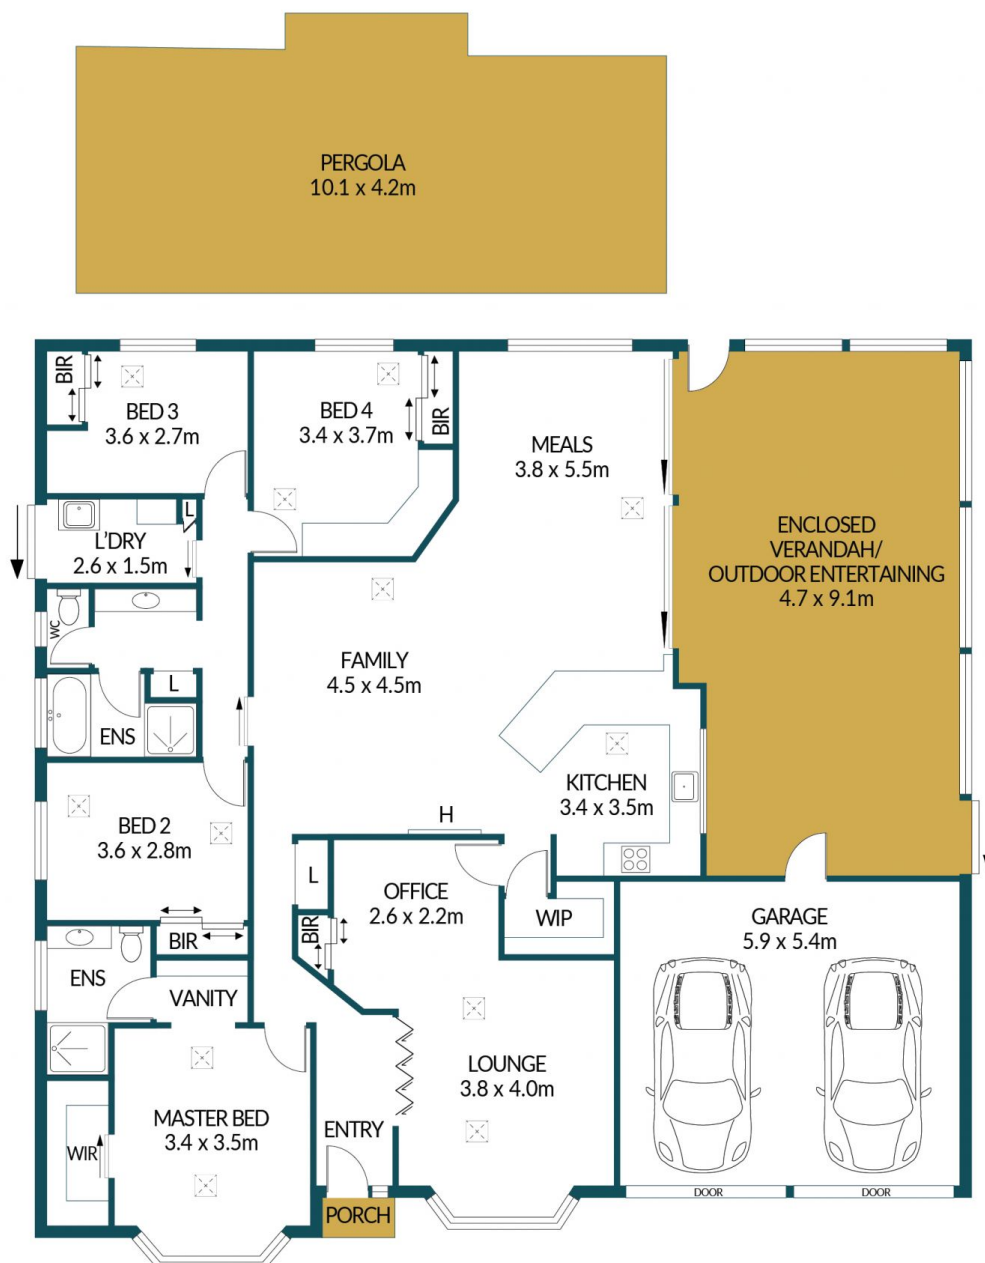 PERGOLA
10.1 x 4.2m
BIR
BED 3
3.6 x 2.7m
BED 4
3.4 x 3.7m
BIR
MEALS
3.8 x 5.5m
L
L'DRY
2.6 x 1.5m
ENCLOSED
VERANDAH/
OUTDOOR ENTERTAINING
4.7 x 9.1m
WC
L
ENS
FAMILY
4.5 x 4.5m
KITCHEN
3.4 x 3.5m
BED 2
3.6 x 2.8m
H
L
OFFICE
2.6 x 2.2m
WIP
GARAGE
5.9 x 5.4m
BIR
BIR
ENS
VANITY
LOUNGE
3.8 x 4.0m
MASTER BED
3.4 x 3.5m
WIR
ENTRY
DOOR
DOOR
PORCH